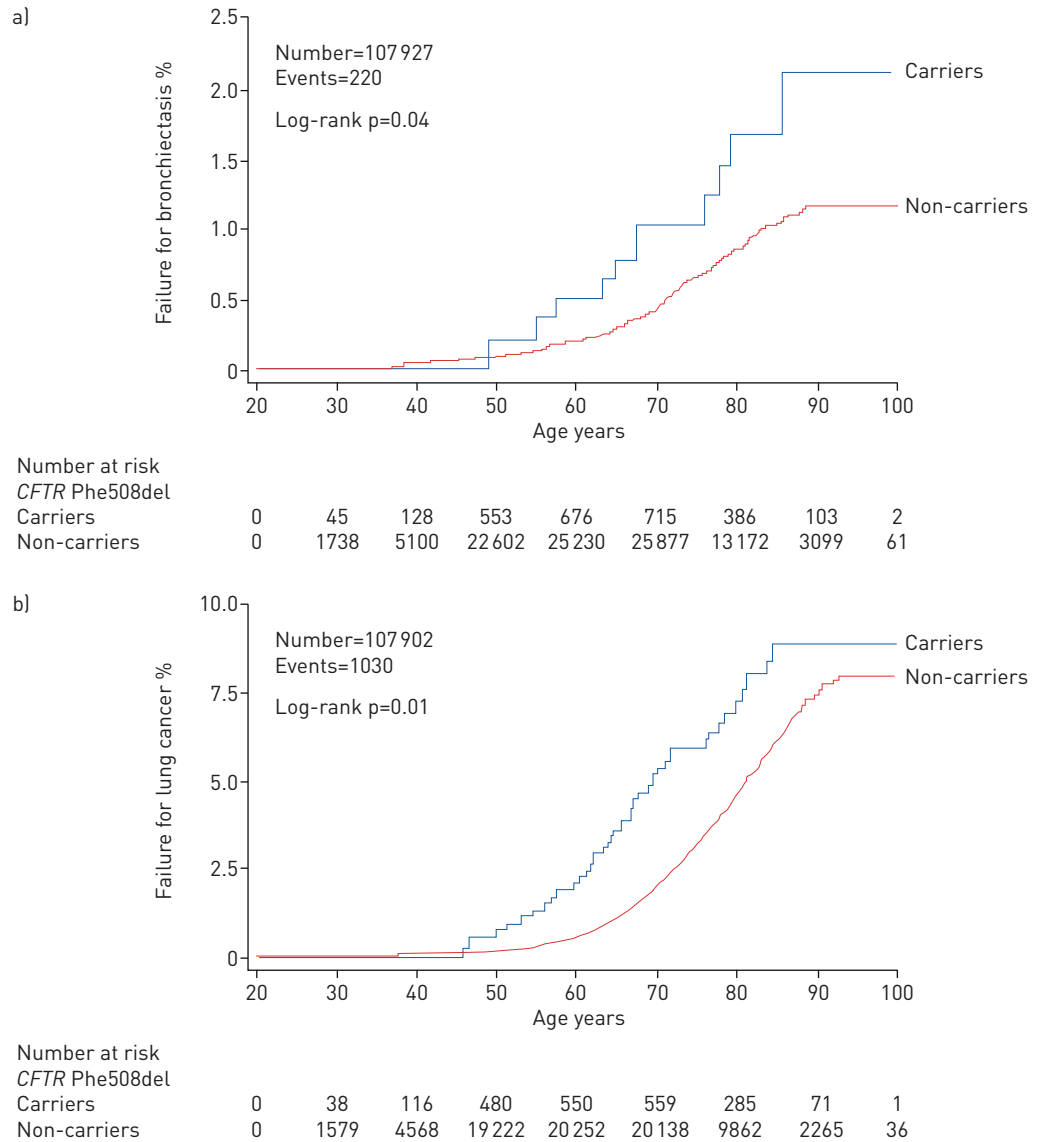 a)
2.5
2.0
1.5
1.0
0.5
0
Failure for bronchiectasis %
Number=107 927
Events=220
Log-rank p=0.04
Carriers
Non-carriers
20 30 40 50 60 70 80 90 100
Age years
Number at risk
CFTR Phe508del
Carriers 0 45 128 553 676 715 386 103 2
Non-carriers 0 1738 5100 22 602 25 230 25 877 13 172 3099 61
b)
10.0
7.5
5.0
2.5
0
Failure for lung cancer %
Number=107 902
Events=1030
Log-rank p=0.01
Carriers
Non-carriers
20 30 40 50 60 70 80 90 100
Age years
Number at risk
CFTR Phe508del
Carriers 0 38 116 480 550 559 285 71 1
Non-carriers 0 1579 4568 19 222 20 252 20 138 9862 2265 36